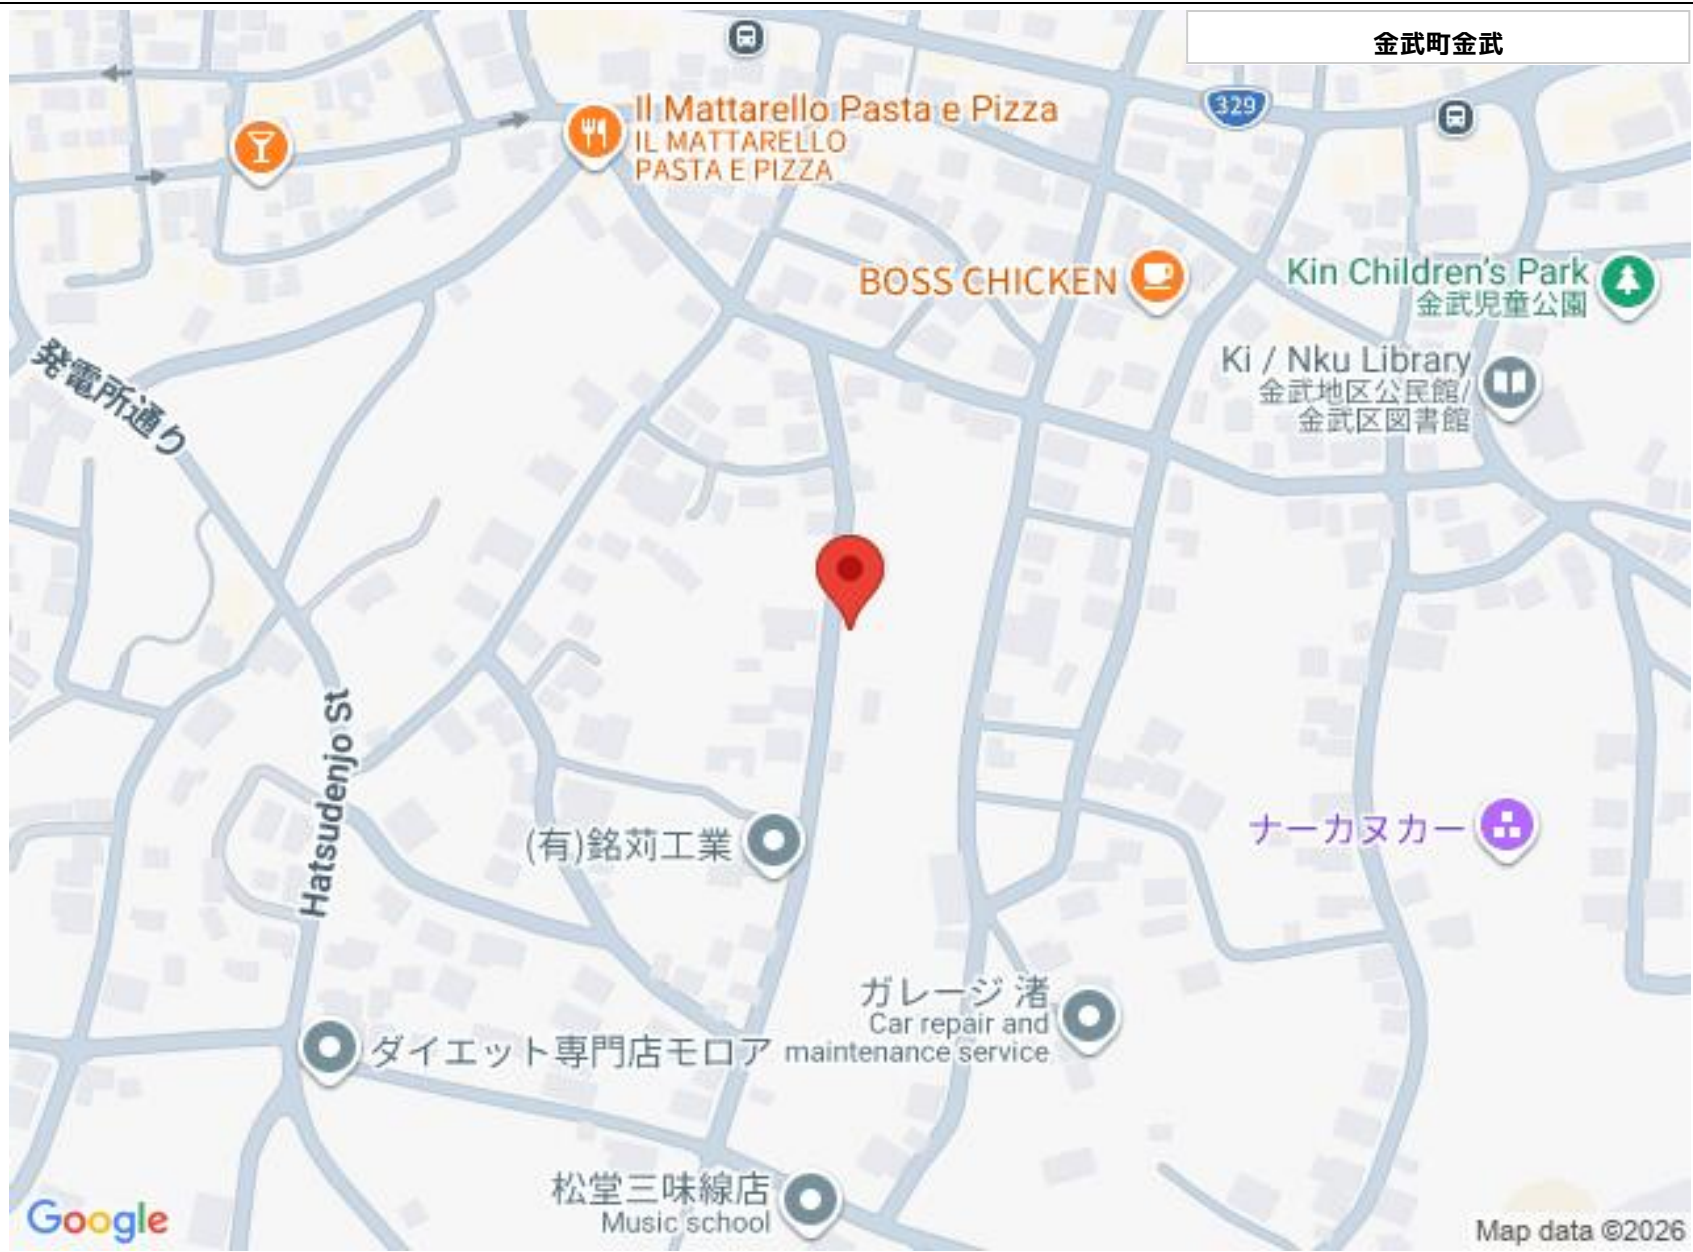 金武町金武
Il Mattarello Pasta e Pizza
IL MATTARELLO
PASTA E PIZZA
329
BOSS CHICKEN
Kin Children's Park
金武児童公園
Ki / Nku Library
金武地区公民館/
金武区図書館
発電所通り
Hatsudenjo St
(有)銘苅工業
ナーカヌカー
ガレージ 渚
Car repair and
maintenance service
ダイエット専門店モロア
松堂三味線店
Music school
Google
Map data ©2026